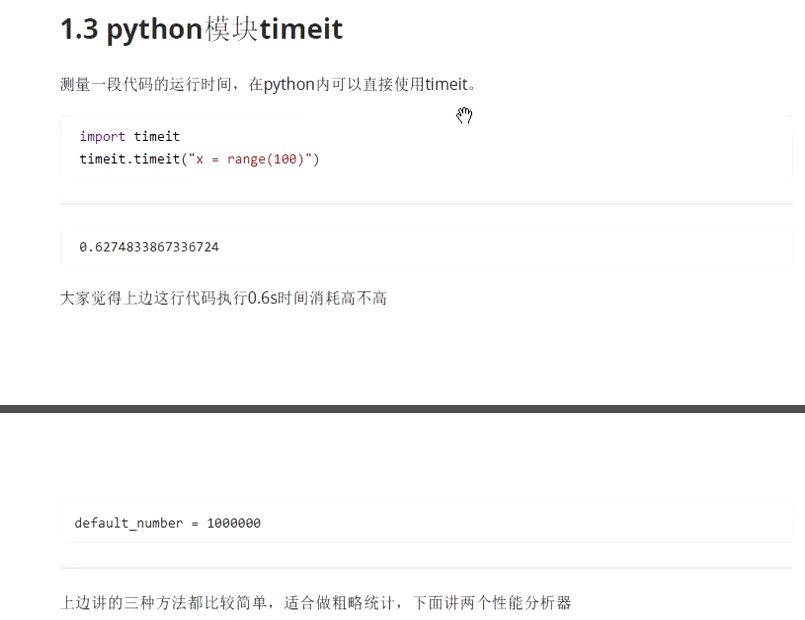 1.3 python模块timeit
测量一段代码的运行时间，在python内可以直接使用timeit。
import timeit
timeit.timeit("x = range(100)")
0.6274833867336724
大家觉得上边这行代码执行0.6s时间消耗高不高
default_number = 1000000
上边讲的三种方法都比较简单，适合做粗略统计，下面讲两个性能分析器